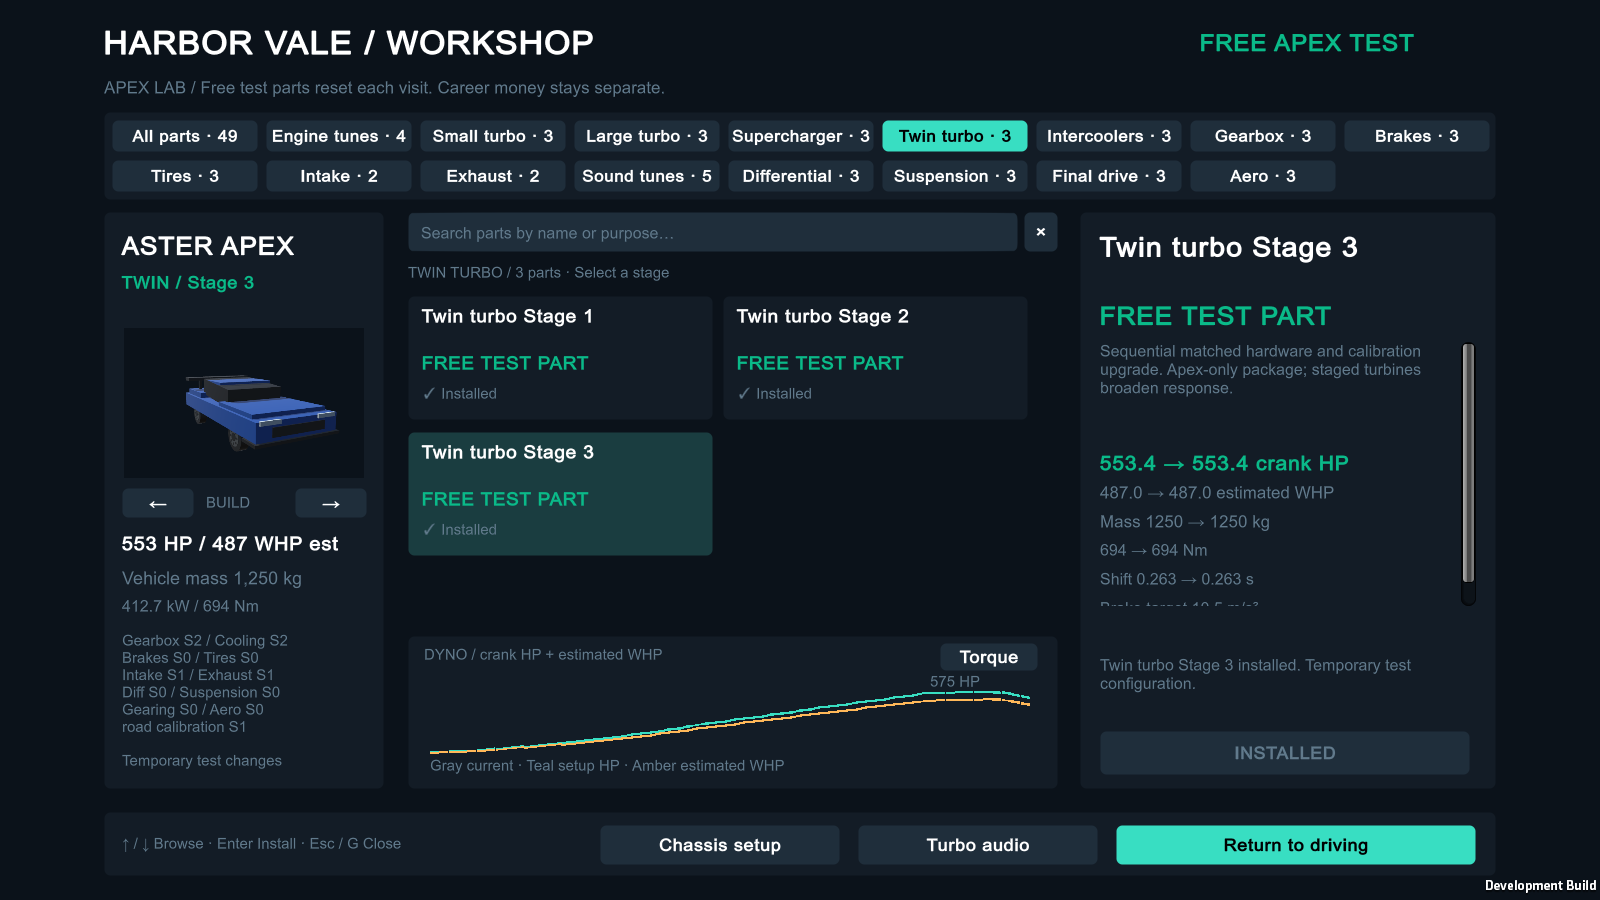 HARBOR VALE / WORKSHOP
FREE APEX TEST
APEX LAB / Free test parts reset each visit. Career money stays separate.
All parts · 49
Engine tunes · 4
Small turbo · 3
Large turbo · 3
Supercharger · 3
Twin turbo · 3
Intercoolers · 3
Gearbox · 3
Brakes · 3
Tires · 3
Intake · 2
Exhaust · 2
Sound tunes · 5
Differential · 3
Suspension · 3
Final drive · 3
Aero · 3
ASTER APEX
TWIN / Stage 3
← BUILD →
553 HP / 487 WHP est
Vehicle mass 1,250 kg
412.7 kW / 694 Nm
Gearbox S2 / Cooling S2
Brakes S0 / Tires S0
Intake S1 / Exhaust S1
Diff S0 / Suspension S0
Gearing S0 / Aero S0
road calibration S1
Temporary test changes
Search parts by name or purpose…
×
TWIN TURBO / 3 parts · Select a stage
Twin turbo Stage 1
FREE TEST PART
✓ Installed
Twin turbo Stage 2
FREE TEST PART
✓ Installed
Twin turbo Stage 3
FREE TEST PART
✓ Installed
DYNO / crank HP + estimated WHP
Torque
575 HP
Gray current · Teal setup HP · Amber estimated WHP
Twin turbo Stage 3
FREE TEST PART
Sequential matched hardware and calibration
upgrade. Apex-only package; staged turbines
broaden response.
553.4 → 553.4 crank HP
487.0 → 487.0 estimated WHP
Mass 1250 → 1250 kg
694 → 694 Nm
Shift 0.263 → 0.263 s
Twin turbo Stage 3 installed. Temporary test
configuration.
INSTALLED
↑ / ↓ Browse · Enter Install · Esc / G Close
Chassis setup
Turbo audio
Return to driving
Development Build